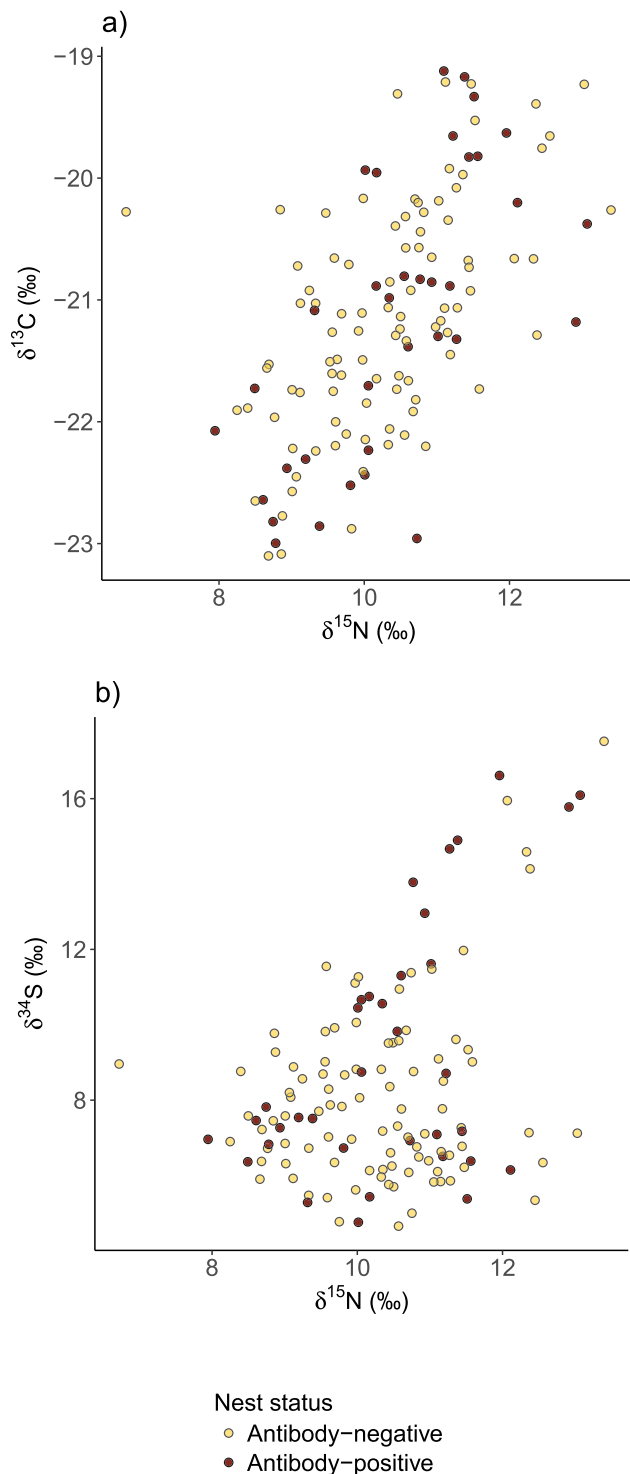 a)
−19
−20
−21
−22
−23
δ¹³C (‰)
8 10 12
δ¹⁵N (‰)
b)
16
12
8
δ³⁴S (‰)
8 10 12
δ¹⁵N (‰)
Nest status
Antibody−negative
Antibody−positive